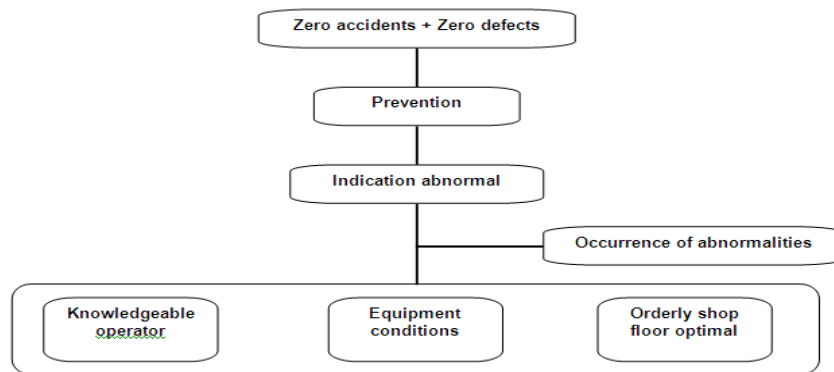 Zero accidents + Zero defects
Prevention
Indication abnormal
Occurrence of abnormalities
Knowledgeable
operator
Equipment
conditions
Orderly shop
floor optimal